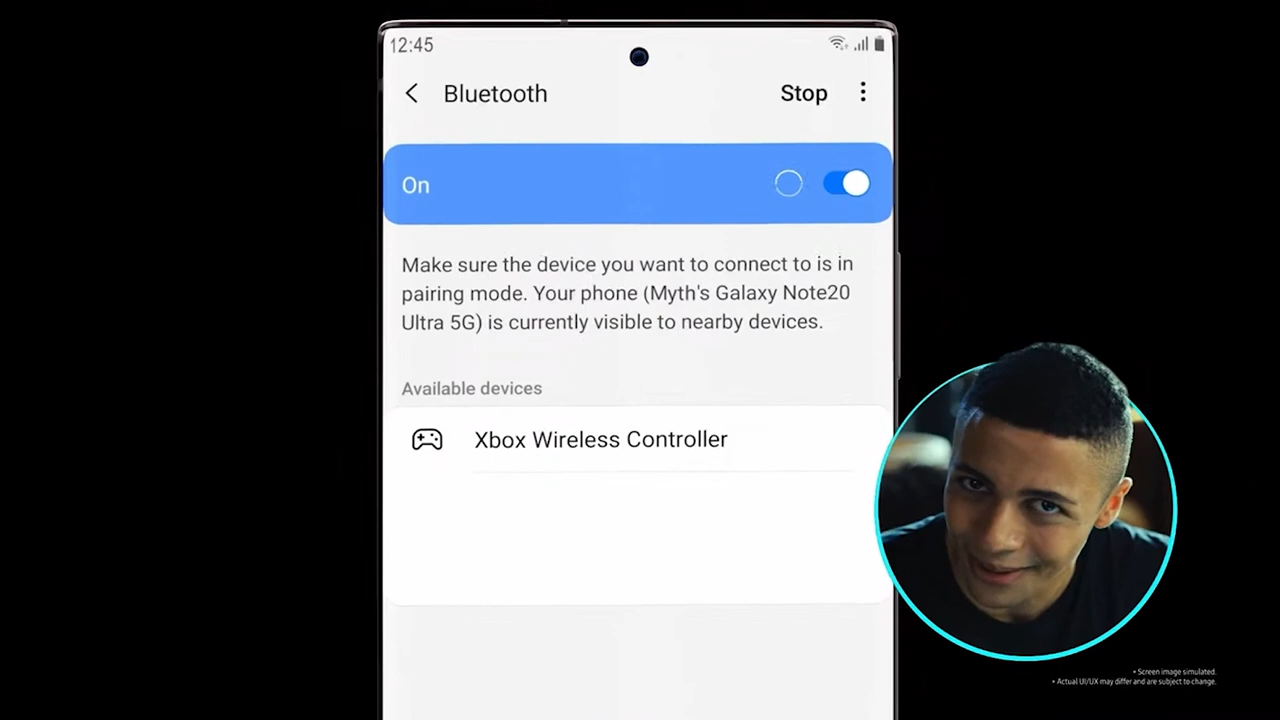 12:45
Bluetooth
Stop
On
Make sure the device you want to connect to is in
pairing mode. Your phone (Myth's Galaxy Note20
Ultra 5G) is currently visible to nearby devices.
Available devices
Xbox Wireless Controller
• Screen image simulated.
• Actual UI/UX may differ and are subject to change.